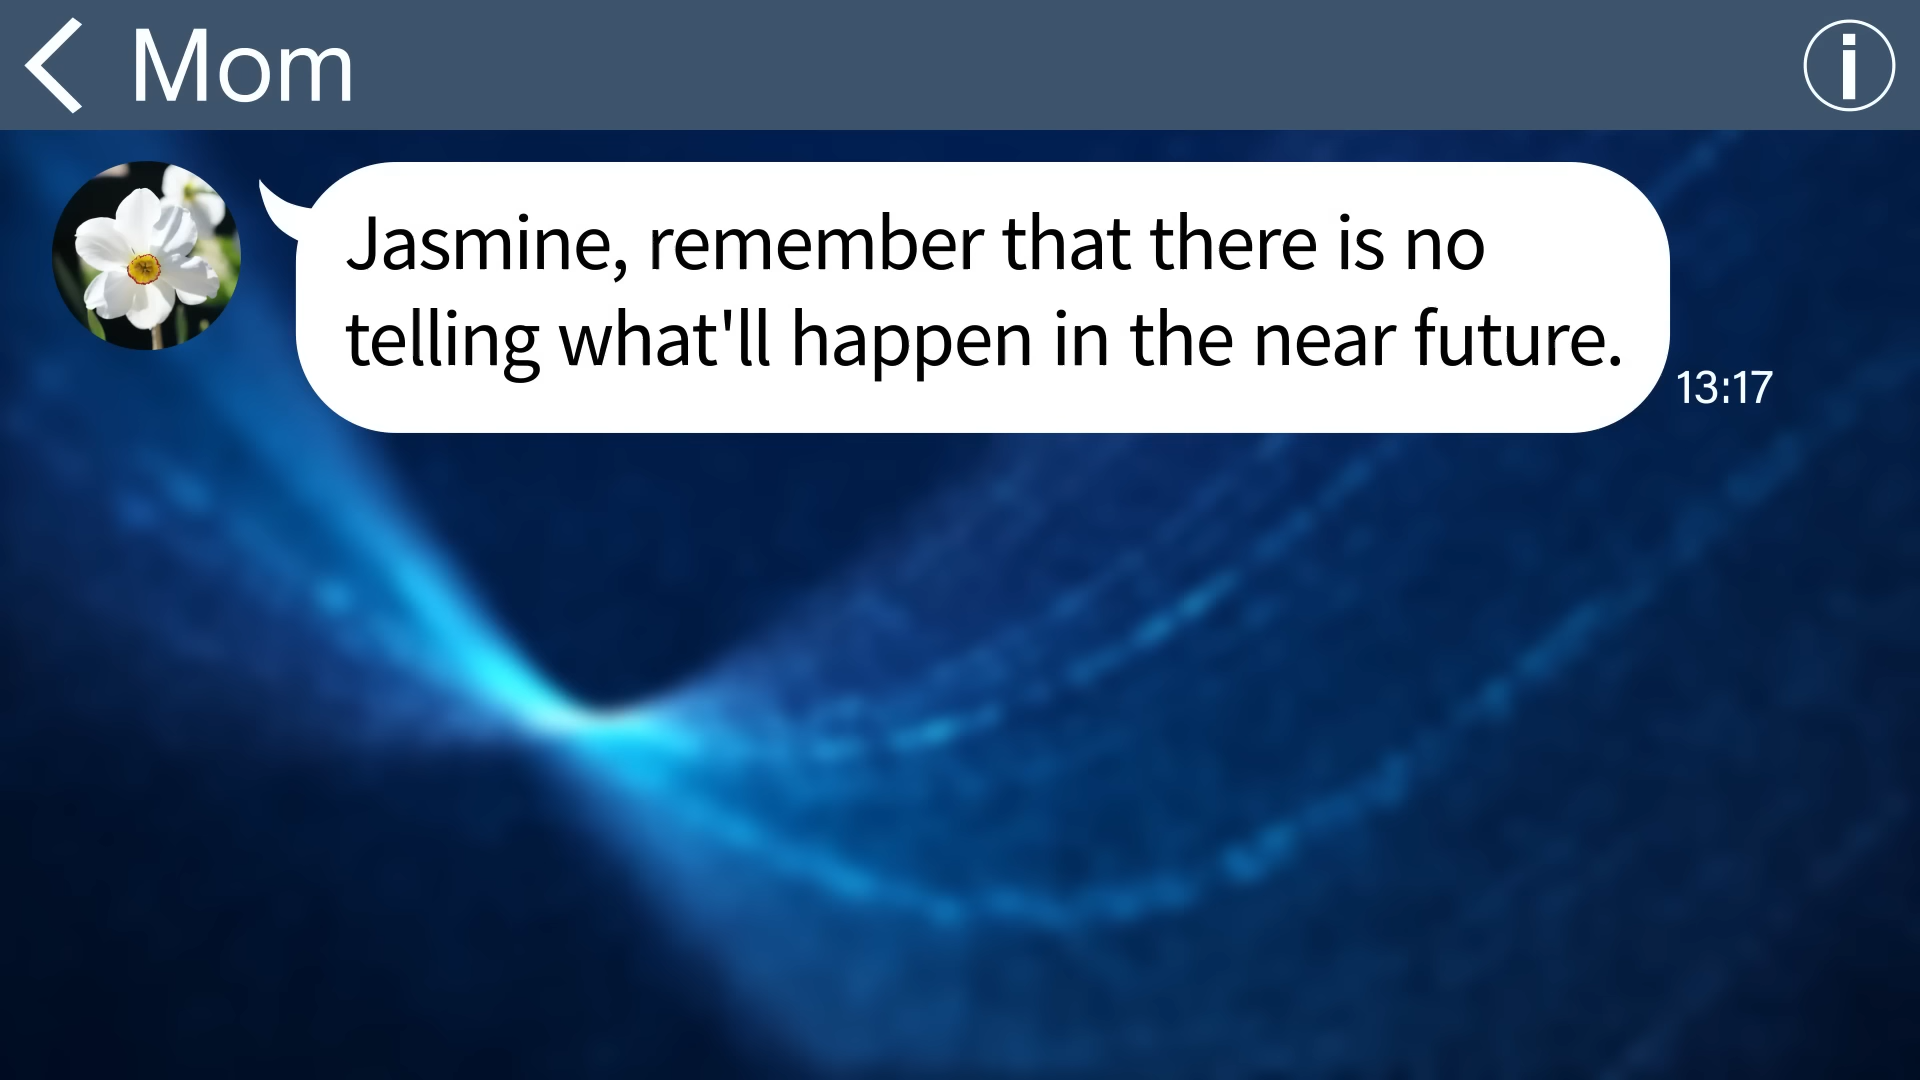 Mom
Jasmine, remember that there is no
telling what'll happen in the near future.
13:17